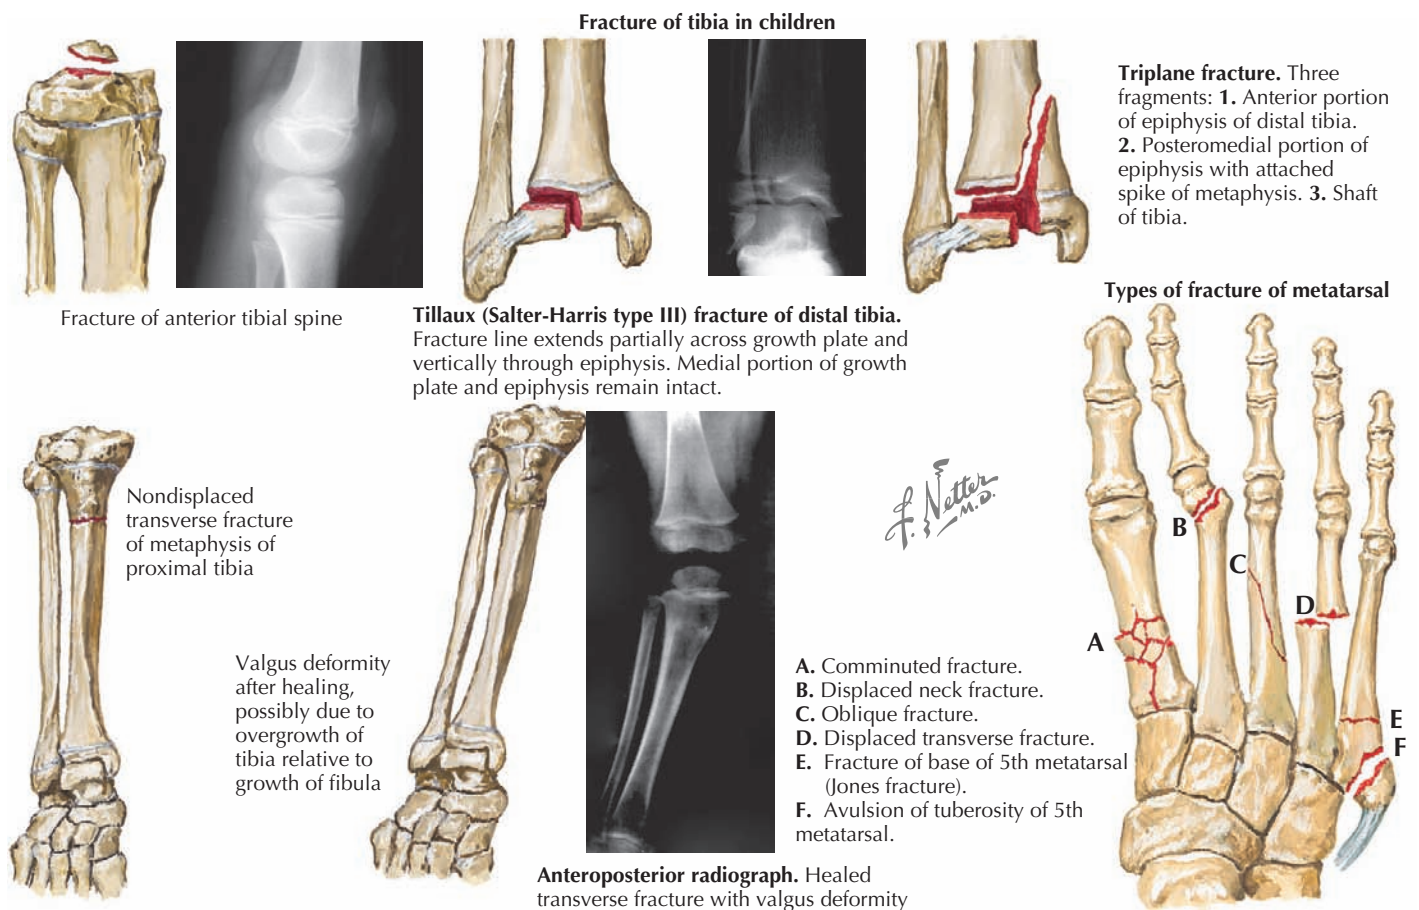 Fracture of tibia in children
Fracture of anterior tibial spine
Tillaux (Salter-Harris type III) fracture of distal tibia.
Fracture line extends partially across growth plate and
vertically through epiphysis. Medial portion of growth
plate and epiphysis remain intact.
Triplane fracture. Three
fragments: 1. Anterior portion
of epiphysis of distal tibia.
2. Posteromedial portion of
epiphysis with attached
spike of metaphysis. 3. Shaft
of tibia.
Nondisplaced
transverse fracture
of metaphysis of
proximal tibia
Valgus deformity
after healing,
possibly due to
overgrowth of
tibia relative to
growth of fibula
Anteroposterior radiograph. Healed
transverse fracture with valgus deformity
F. Netter
M.D.
Types of fracture of metatarsal
A
B
C
D
E
F
A. Comminuted fracture.
B. Displaced neck fracture.
C. Oblique fracture.
D. Displaced transverse fracture.
E. Fracture of base of 5th metatarsal
(Jones fracture).
F. Avulsion of tuberosity of 5th
metatarsal.